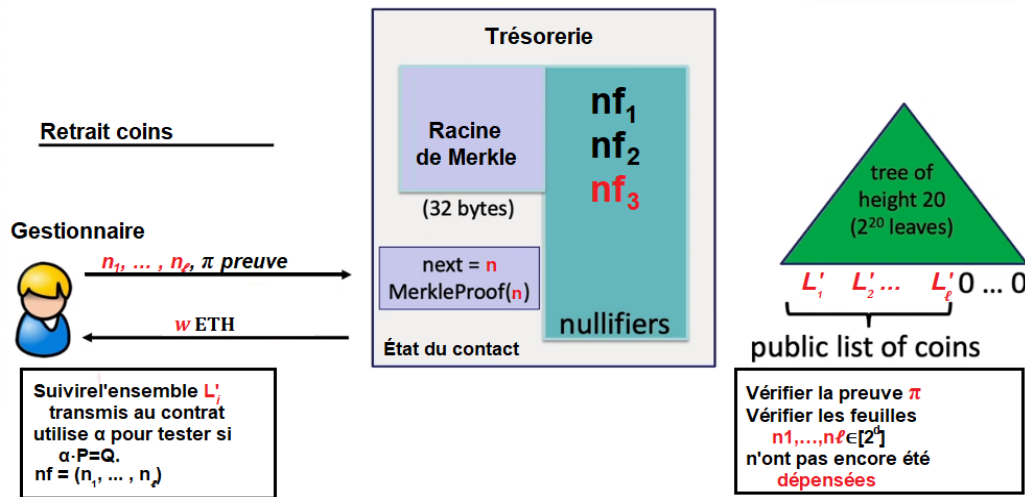 Trésorerie
Retrait coins
Racine
de Merkle
(32 bytes)
nf₁
nf₂
nf₃
nullifiers
next = n
MerkleProof(n)
État du contact
Gestionnaire
n₁, ... , nℓ, π preuve
w ETH
Suivirel'ensemble L'ᵢ
transmis au contrat
utilise α pour tester si
α·P=Q.
nf = (n₁, ... , nℓ)
tree of
height 20
(2²⁰ leaves)
L'₁ L'₂ ... L'ℓ 0 ... 0
public list of coins
Vérifier la preuve π
Vérifier les feuilles
n1,...,nℓ∈[2ᵈ]
n'ont pas encore été
dépensées